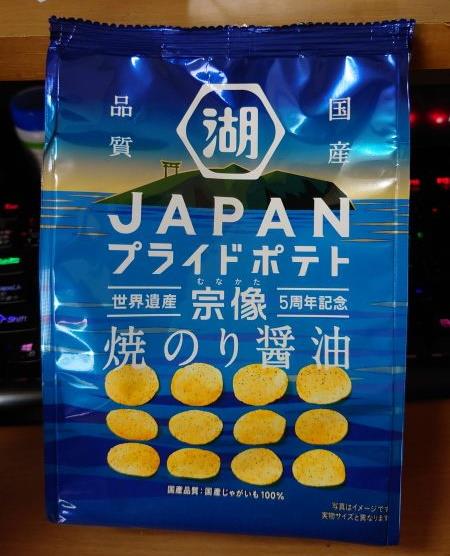 国産
品質
湖
JAPAN
プライドポテト
むなかた
世界遺産 宗像 5周年記念
焼のり醤油
国産品質:国産じゃがいも100%
写真はイメージです
実物サイズと異なります
Shift